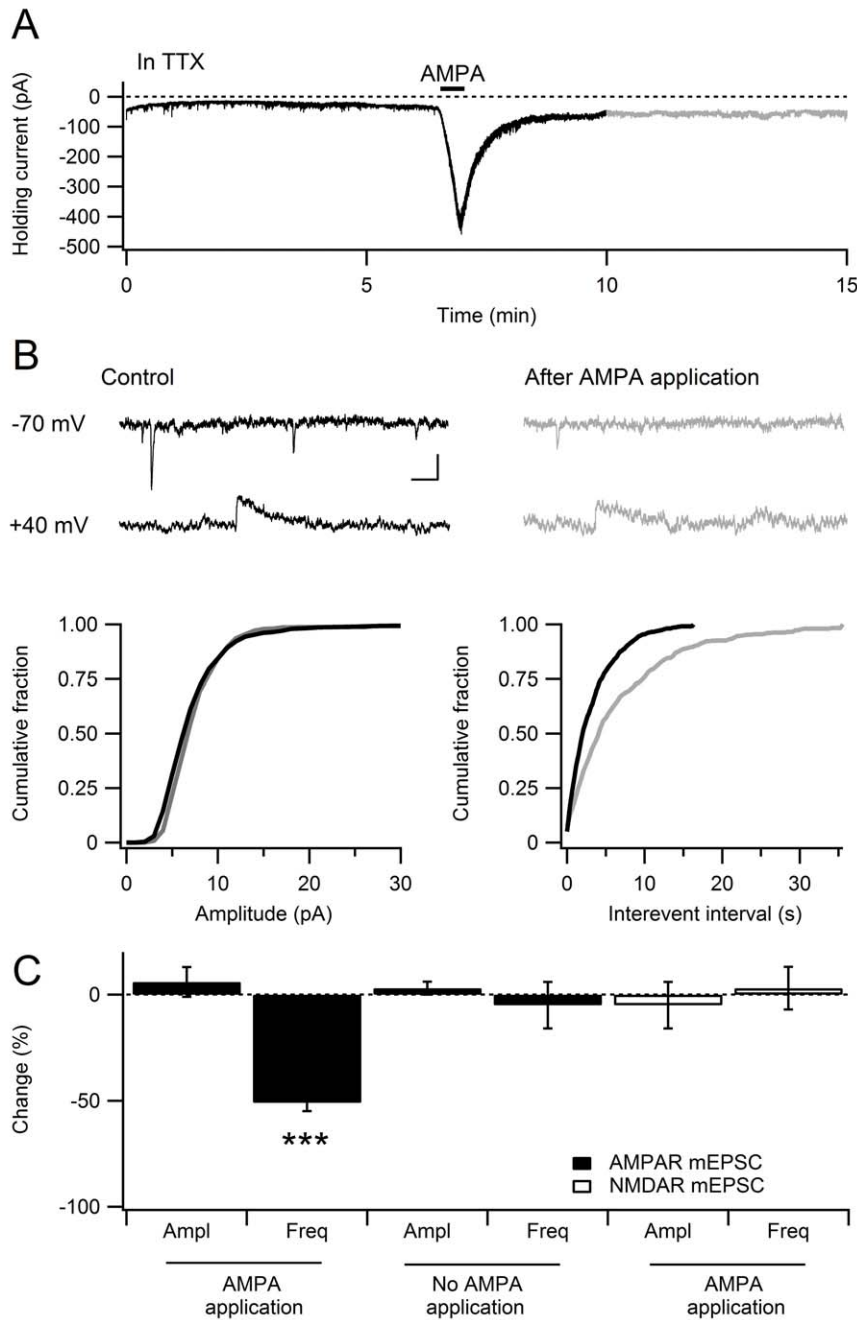 A
In TTX
AMPA
Holding current (pA)
0
-100
-200
-300
-400
-500
0
5
10
15
Time (min)
B
Control
After AMPA application
-70 mV
+40 mV
Cumulative fraction
1.00
0.75
0.50
0.25
0
0
10
20
30
Amplitude (pA)
Cumulative fraction
1.00
0.75
0.50
0.25
0
0
10
20
30
Interevent interval (s)
C
Change (%)
0
-50
-100
***
AMPAR mEPSC
NMDAR mEPSC
Ampl
Freq
Ampl
Freq
Ampl
Freq
AMPA
application
No AMPA
application
AMPA
application